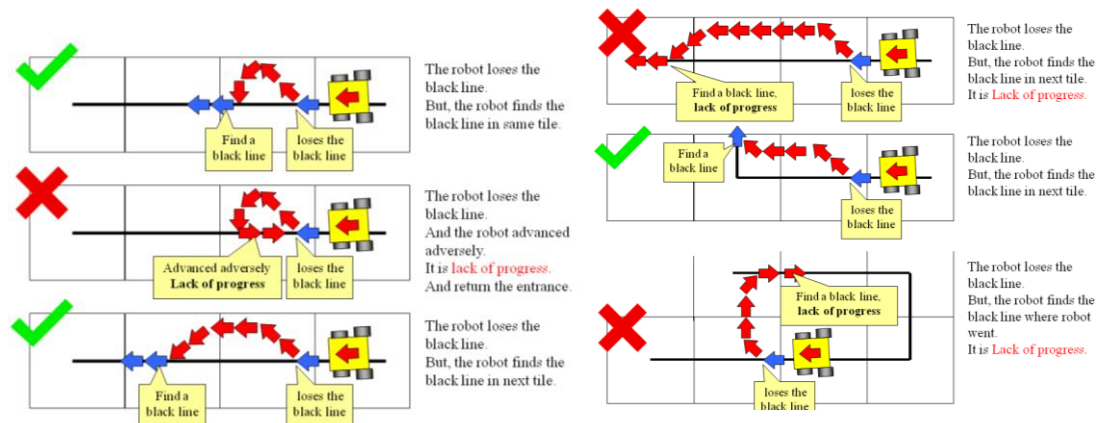 The robot loses the
black line.
But, the robot finds the
black line in same tile.
Find a
black line
loses the
black line
The robot loses the
black line.
And the robot advanced
adversely.
It is lack of progress.
And return the entrance.
Advanced adversely
Lack of progress
loses the
black line
The robot loses the
black line.
But, the robot finds the
black line in next tile.
Find a
black line
loses the
black line
The robot loses the
black line.
But, the robot finds the
black line in next tile.
It is Lack of progress.
Find a black line,
lack of progress
loses the
black line
The robot loses the
black line.
But, the robot finds the
black line in next tile.
Find a
black line
loses the
black line
The robot loses the
black line.
But, the robot finds the
black line where robot
went.
It is Lack of progress.
Find a black line,
lack of progress
loses the
black line